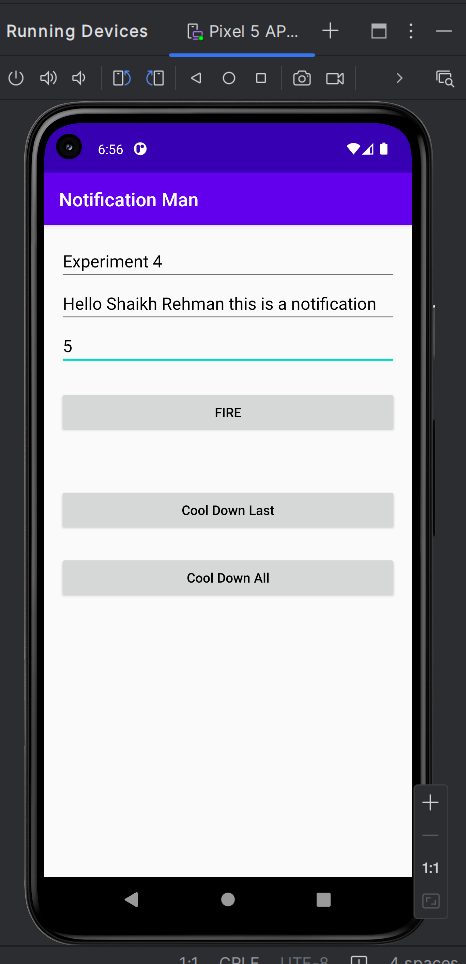 Running Devices
Pixel 5 AP...
6:56
Notification Man
Experiment 4
Hello Shaikh Rehman this is a notification
5
FIRE
Cool Down Last
Cool Down All
1:1
1:1 CRLF UTF-8 4 spaces